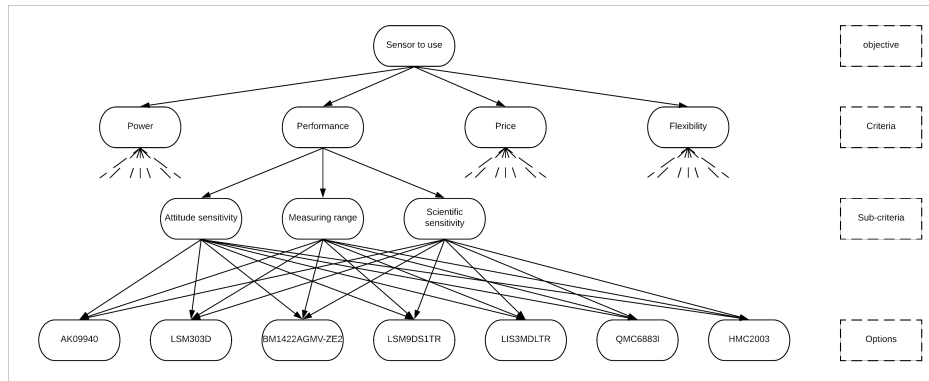 Sensor to use
objective
Power
Performance
Price
Flexibility
Criteria
Attitude sensitivity
Measuring range
Scientific
sensitivity
Sub-criteria
AK09940
LSM303D
BM1422AGMV-ZE2
LSM9DS1TR
LIS3MDLTR
QMC6883l
HMC2003
Options